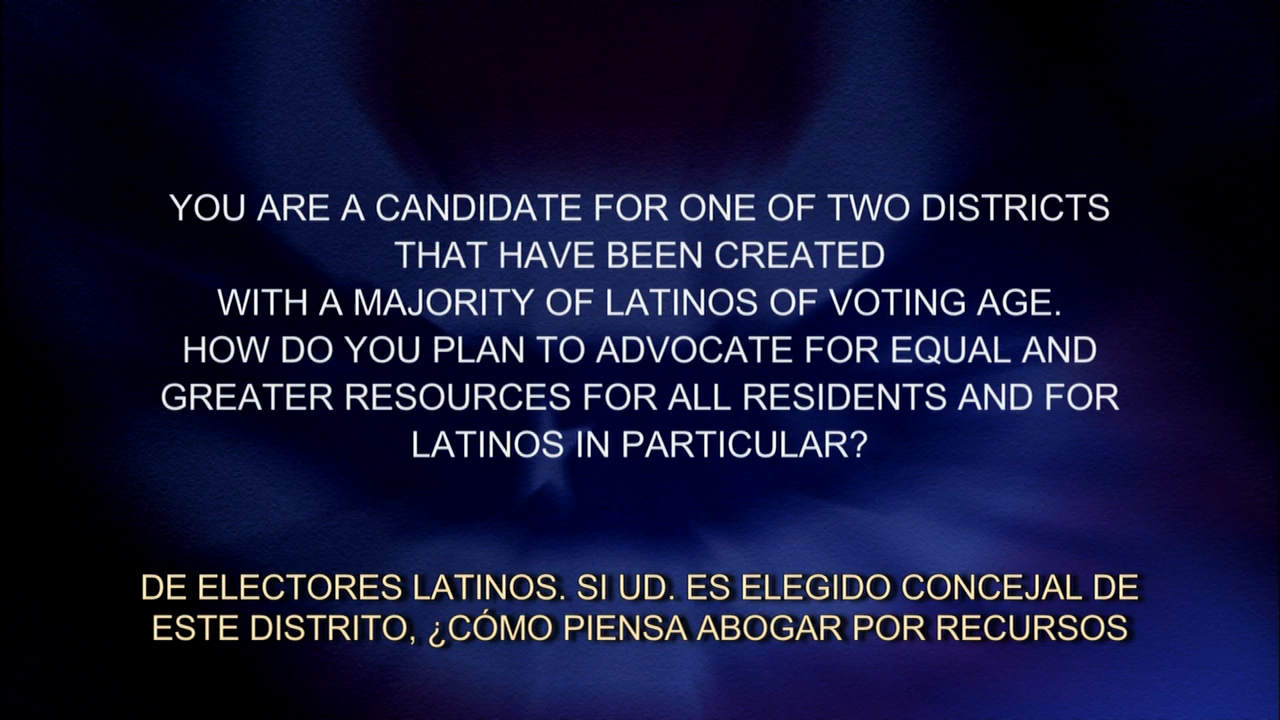 YOU ARE A CANDIDATE FOR ONE OF TWO DISTRICTS
THAT HAVE BEEN CREATED
WITH A MAJORITY OF LATINOS OF VOTING AGE.
HOW DO YOU PLAN TO ADVOCATE FOR EQUAL AND
GREATER RESOURCES FOR ALL RESIDENTS AND FOR
LATINOS IN PARTICULAR?
DE ELECTORES LATINOS. SI UD. ES ELEGIDO CONCEJAL DE
ESTE DISTRITO, ¿CÓMO PIENSA ABOGAR POR RECURSOS